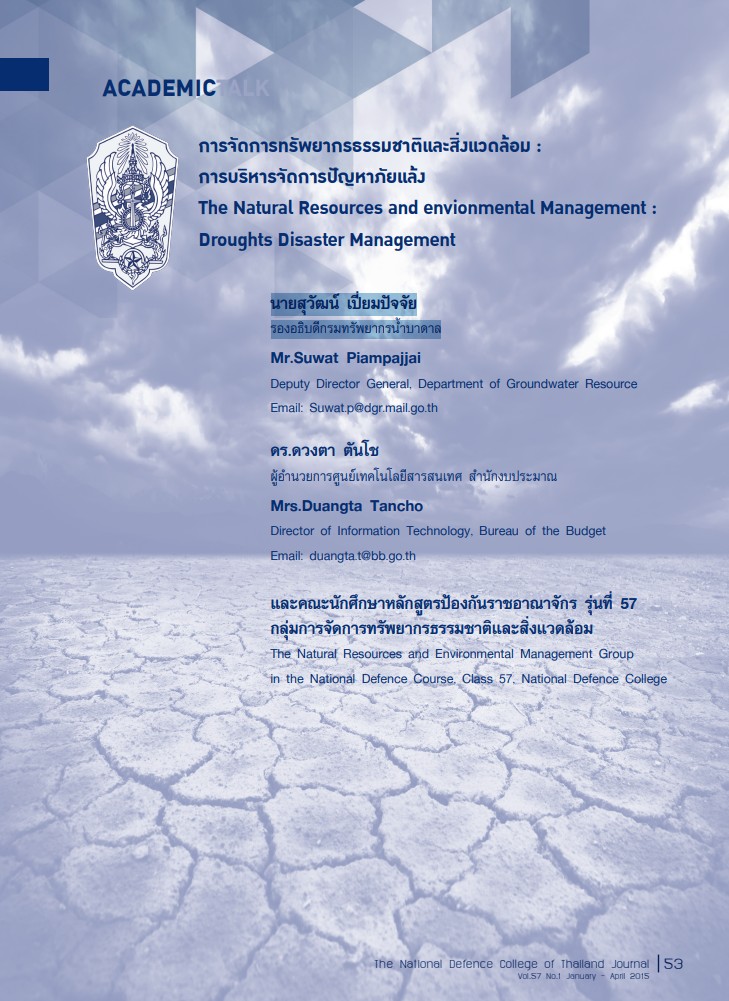 ACADEMICTALK
การจัดการทรัพยากรธรรมชาติและสิ่งแวดล้อม :
การบริหารจัดการปัญหาภัยแล้ง
The Natural Resources and envionmental Management :
Droughts Disaster Management
นายสุวัฒน์ เปี่ยมปัจจัย
รองอธิบดีกรมทรัพยากรน้ำบาดาล
Mr.Suwat Piampajjai
Deputy Director General, Department of Groundwater Resource
Email: Suwat.p@dgr.mail.go.th
ดร.ดวงตา ตันโช
ผู้อำนวยการศูนย์เทคโนโลยีสารสนเทศ สำนักงบประมาณ
Mrs.Duangta Tancho
Director of Information Technology, Bureau of the Budget
Email: duangta.t@bb.go.th
และคณะนักศึกษาหลักสูตรป้องกันราชอาณาจักร รุ่นที่ 57
กลุ่มการจัดการทรัพยากรธรรมชาติและสิ่งแวดล้อม
The Natural Resources and Environmental Management Group
in the National Defence Course, Class 57, National Defence College
The National Defence College of Thailand Journal 53
Vol.57 No.1 January - April 2015